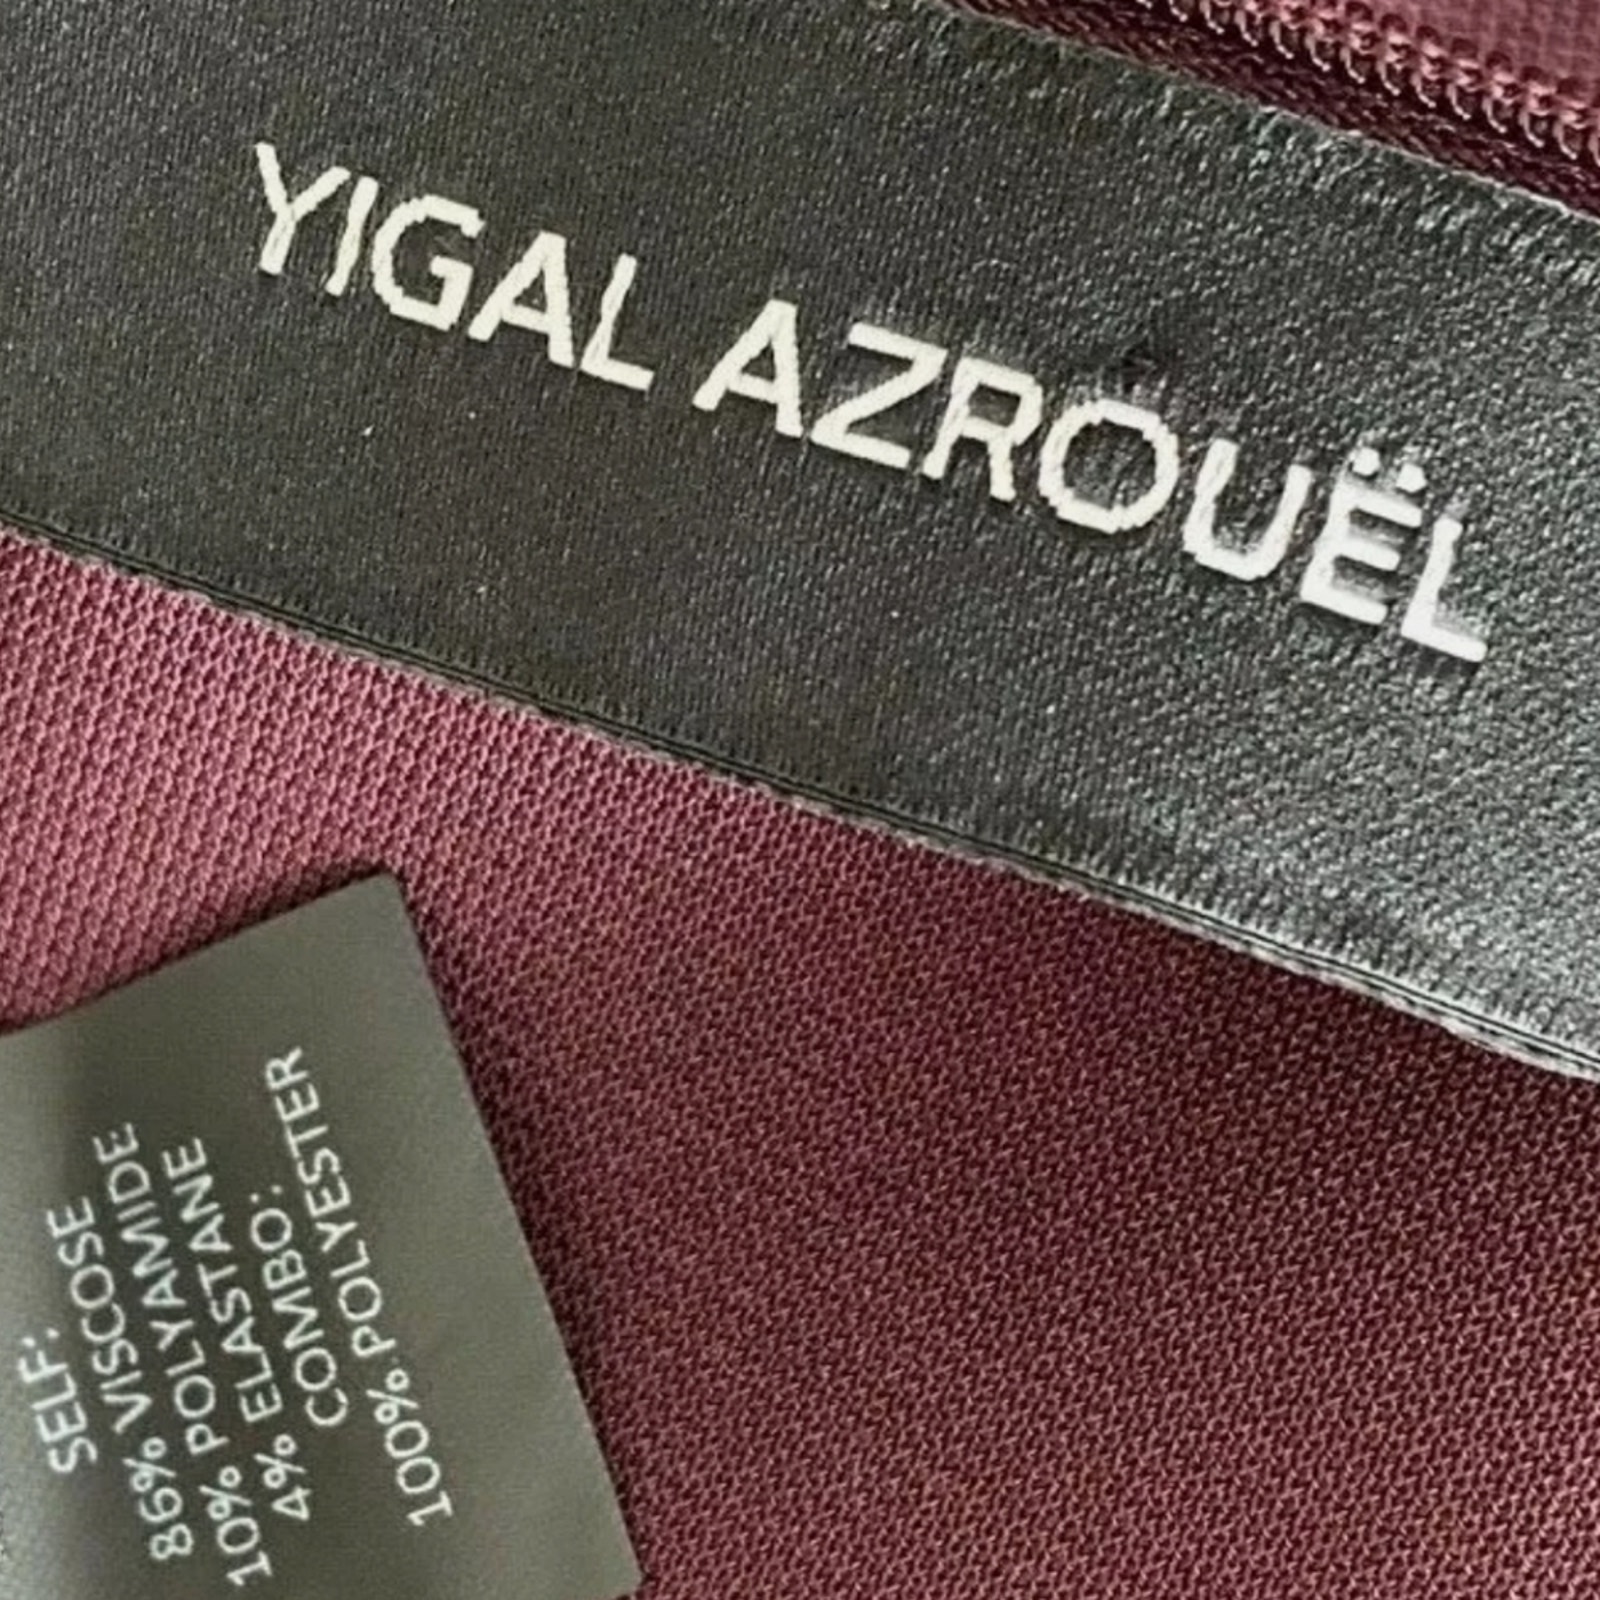 YIGAL AZROUËL
SELF:
86% VISCOSE
10% POLYAMIDE
4% ELASTANE
COMBO:
100% POLYESTER